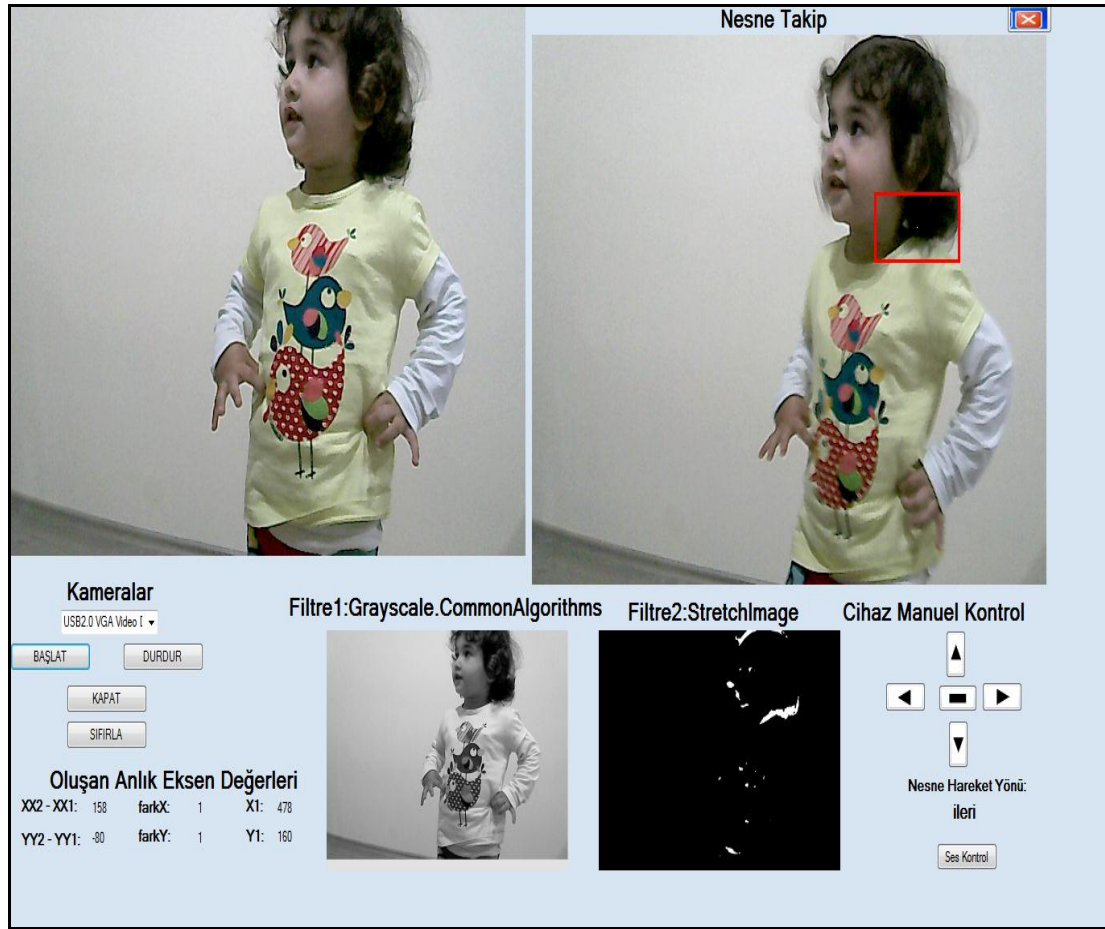 Nesne Takip
Kameralar
USB2.0 VGA Video
BAŞLAT
DURDUR
KAPAT
SIFIRLA
Oluşan Anlık Eksen Değerleri
XX2 - XX1: 158 farkX: 1 X1: 478
YY2 - YY1: -80 farkY: 1 Y1: 160
Filtre1:Grayscale.CommonAlgorithms
Filtre2:StretchImage
Cihaz Manuel Kontrol
Nesne Hareket Yönü:
ileri
Ses Kontrol